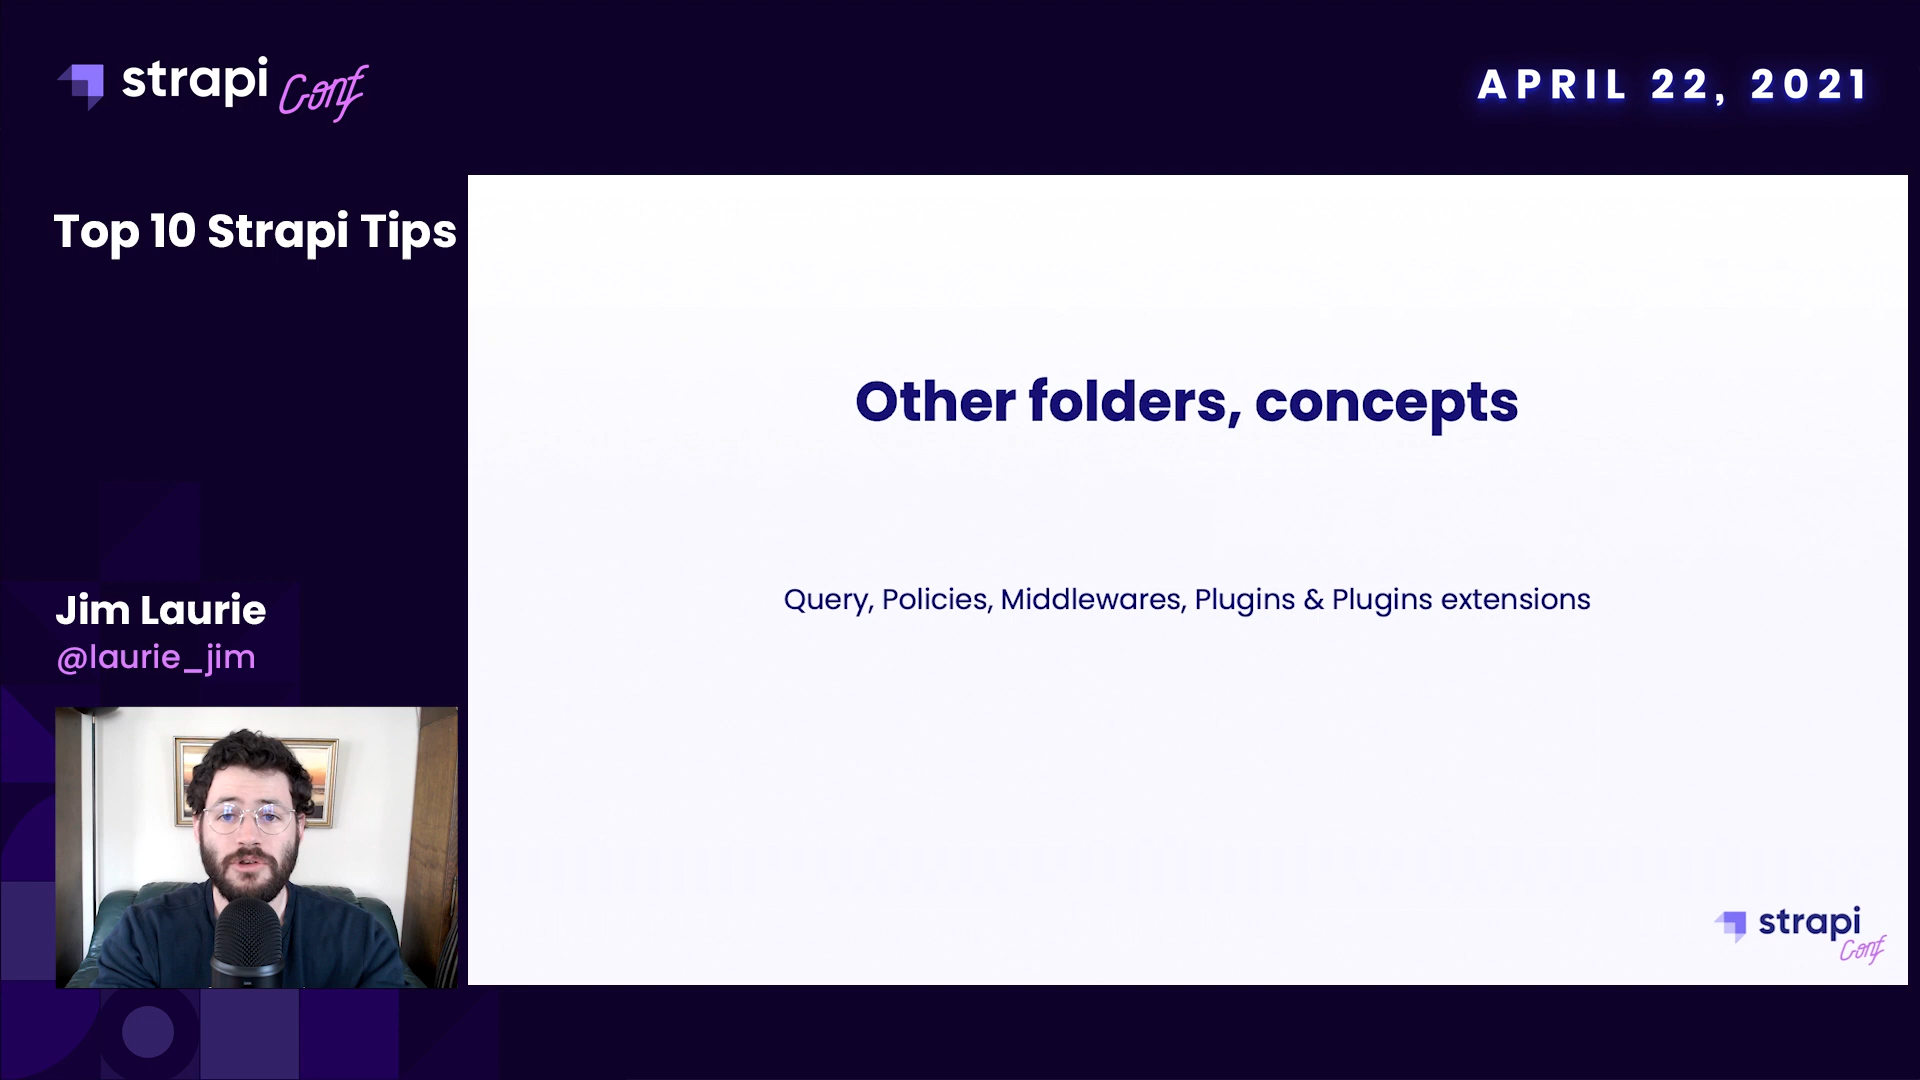 strapi Conf
APRIL 22, 2021
Top 10 Strapi Tips
Other folders, concepts
Query, Policies, Middlewares, Plugins & Plugins extensions
Jim Laurie
@laurie_jim
strapi
Conf